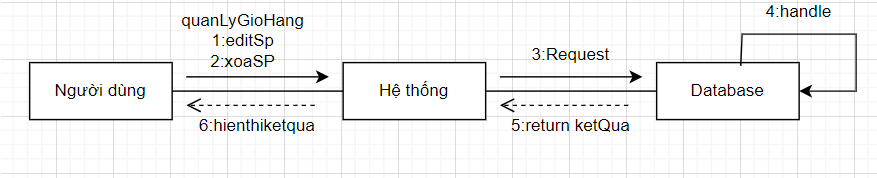 4:handle
quanLyGioHang
1:editSp
2:xoaSP
3:Request
Người dùng
Hệ thống
Database
6:hienthiketqua
5:return ketQua